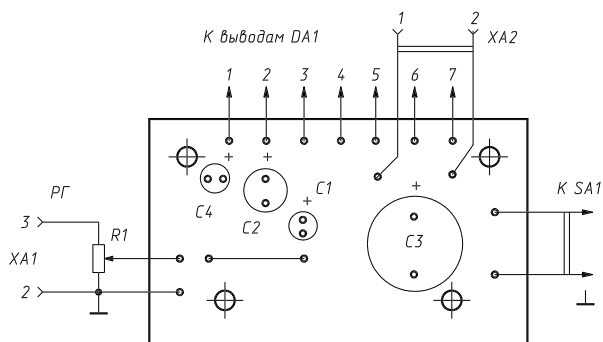 1 2
К выводам DA1
XA2
1 2 3 4 5 6 7
+ +
C1
К SA1
РГ
+
+
C4
C2
3
R1
C3
XA1
2